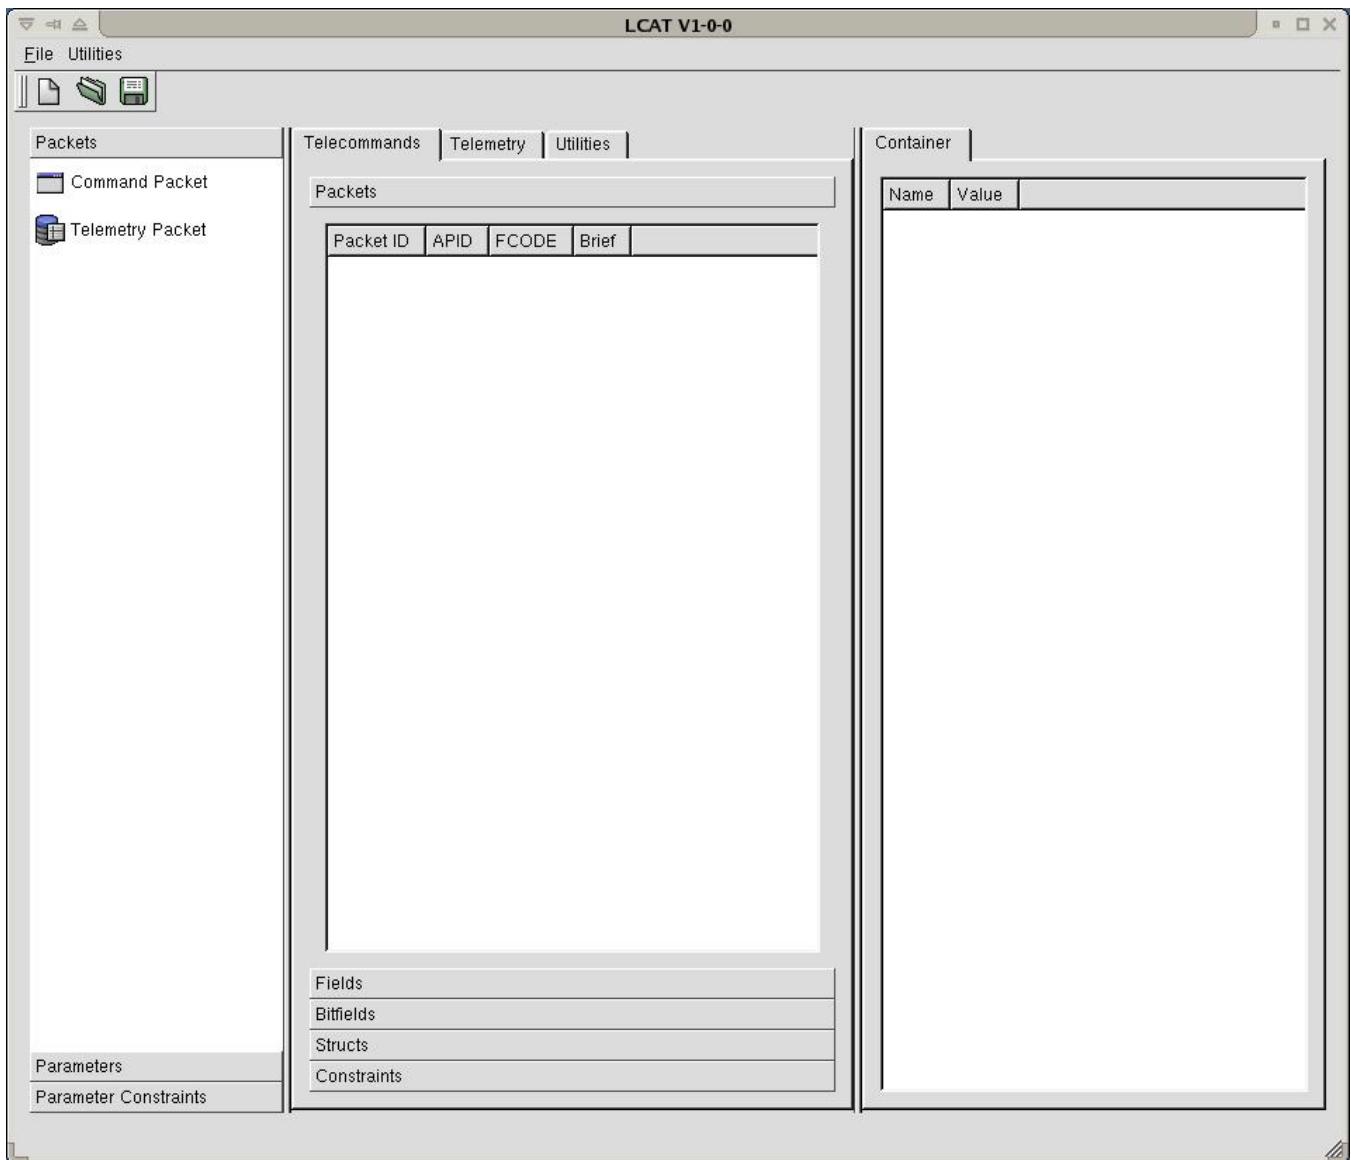 LCAT V1-0-0
File Utilities
Packets
Command Packet
Telemetry Packet
Parameters
Parameter Constraints
Telecommands Telemetry Utilities
Packets
Packet ID APID FCODE Brief
Fields
Bitfields
Structs
Constraints
Container
Name Value